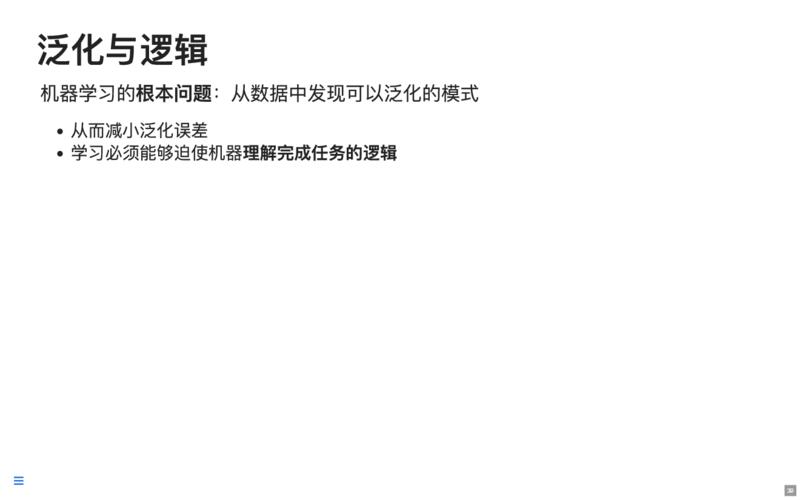 泛化与逻辑
机器学习的根本问题：从数据中发现可以泛化的模式
• 从而减小泛化误差
• 学习必须能够迫使机器理解完成任务的逻辑